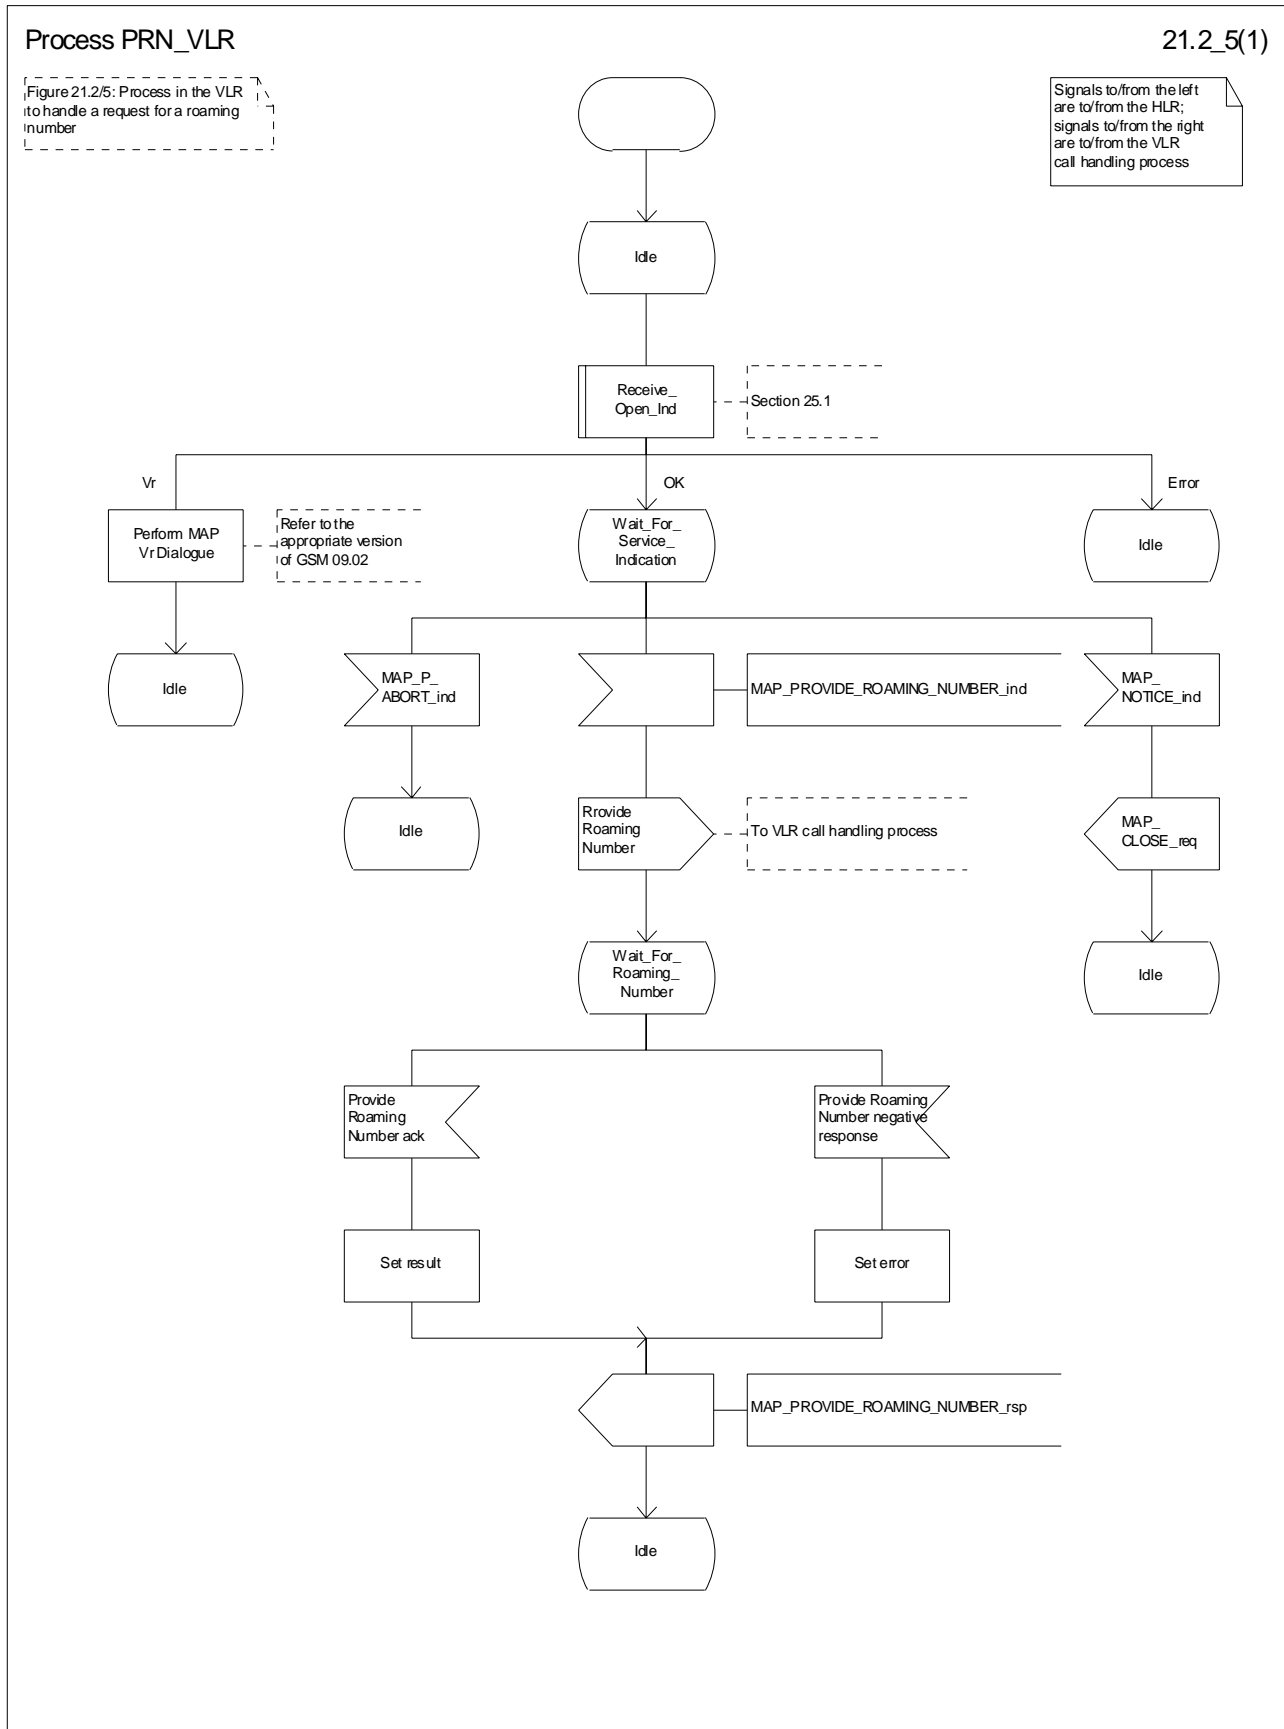 Process PRN_VLR
21.2_5(1)
Figure 21.2/5: Process in the VLR
to handle a request for a roaming
number
Signals to/from the left
are to/from the HLR;
signals to/from the right
are to/from the VLR
call handling process
Idle
Receive_
Open_Ind
Section 25.1
Vr
OK
Error
Perform MAP
Vr Dialogue
Refer to the
appropriate version
of GSM 09.02
Wait_For_
Service_
Indication
Idle
Idle
MAP_P_
ABORT_ind
MAP_PROVIDE_ROAMING_NUMBER_ind
MAP_
NOTICE_ind
Idle
Rrovide
Roaming
Number
To VLR call handling process
MAP_
CLOSE_req
Wait_For_
Roaming_
Number
Idle
Provide
Roaming
Number ack
Provide Roaming
Number negative
response
Set result
Set error
MAP_PROVIDE_ROAMING_NUMBER_rsp
Idle